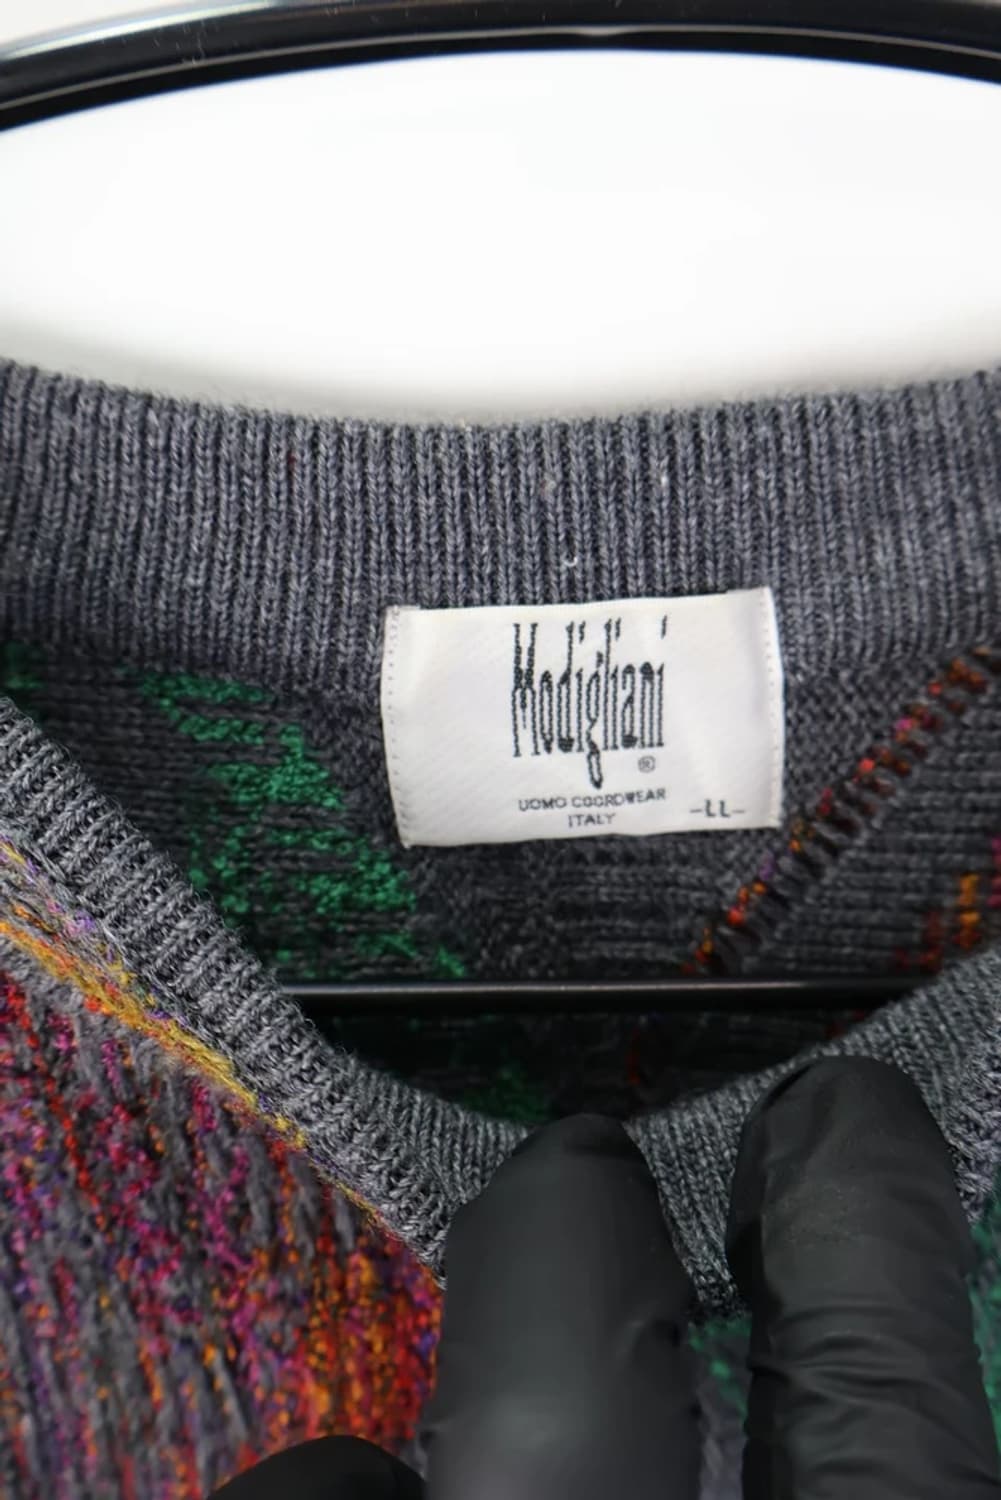 Modigliani
®
UOMO COORDWEAR
ITALY
-LL-